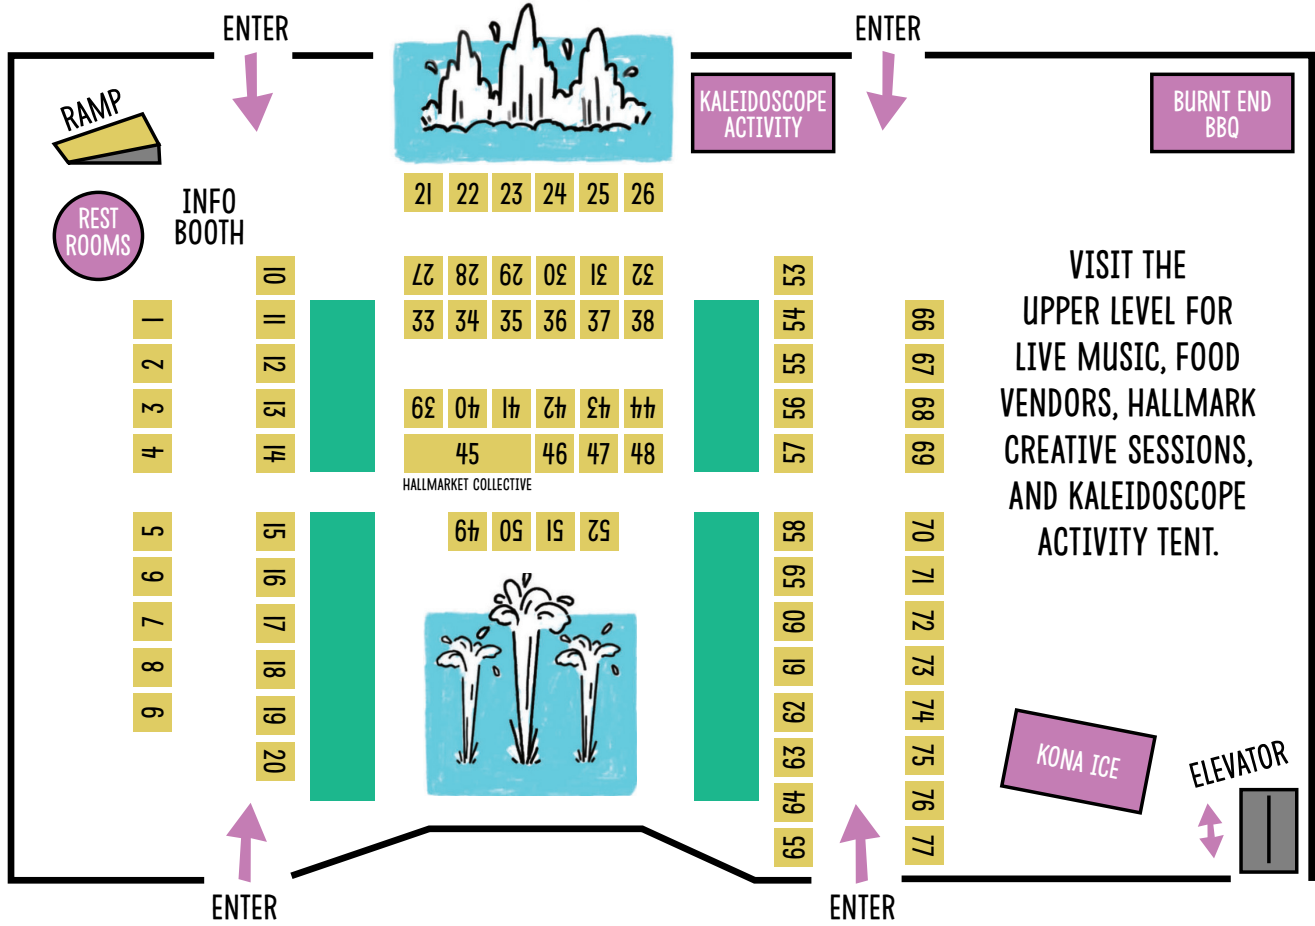 ENTER
ENTER
RAMP
KALEIDOSCOPE
ACTIVITY
BURNT END
BBQ
REST
ROOMS
INFO
BOOTH
21 22 23 24 25 26
10
27 28 29 30 31 32
53
1
11
33 34 35 36 37 38
54
66
2
12
55
67
3
13
39 40 41 42 43 44
56
68
4
14
45 46 47 48
57
69
HALLMARKET COLLECTIVE
VISIT THE
UPPER LEVEL FOR
LIVE MUSIC, FOOD
VENDORS, HALLMARK
CREATIVE SESSIONS,
AND KALEIDOSCOPE
ACTIVITY TENT.
5
15
49 50 51 52
58
70
6
16
59
71
7
17
60
72
8
18
61
73
9
19
62
74
20
63
75
64
76
65
77
KONA ICE
ELEVATOR
ENTER
ENTER